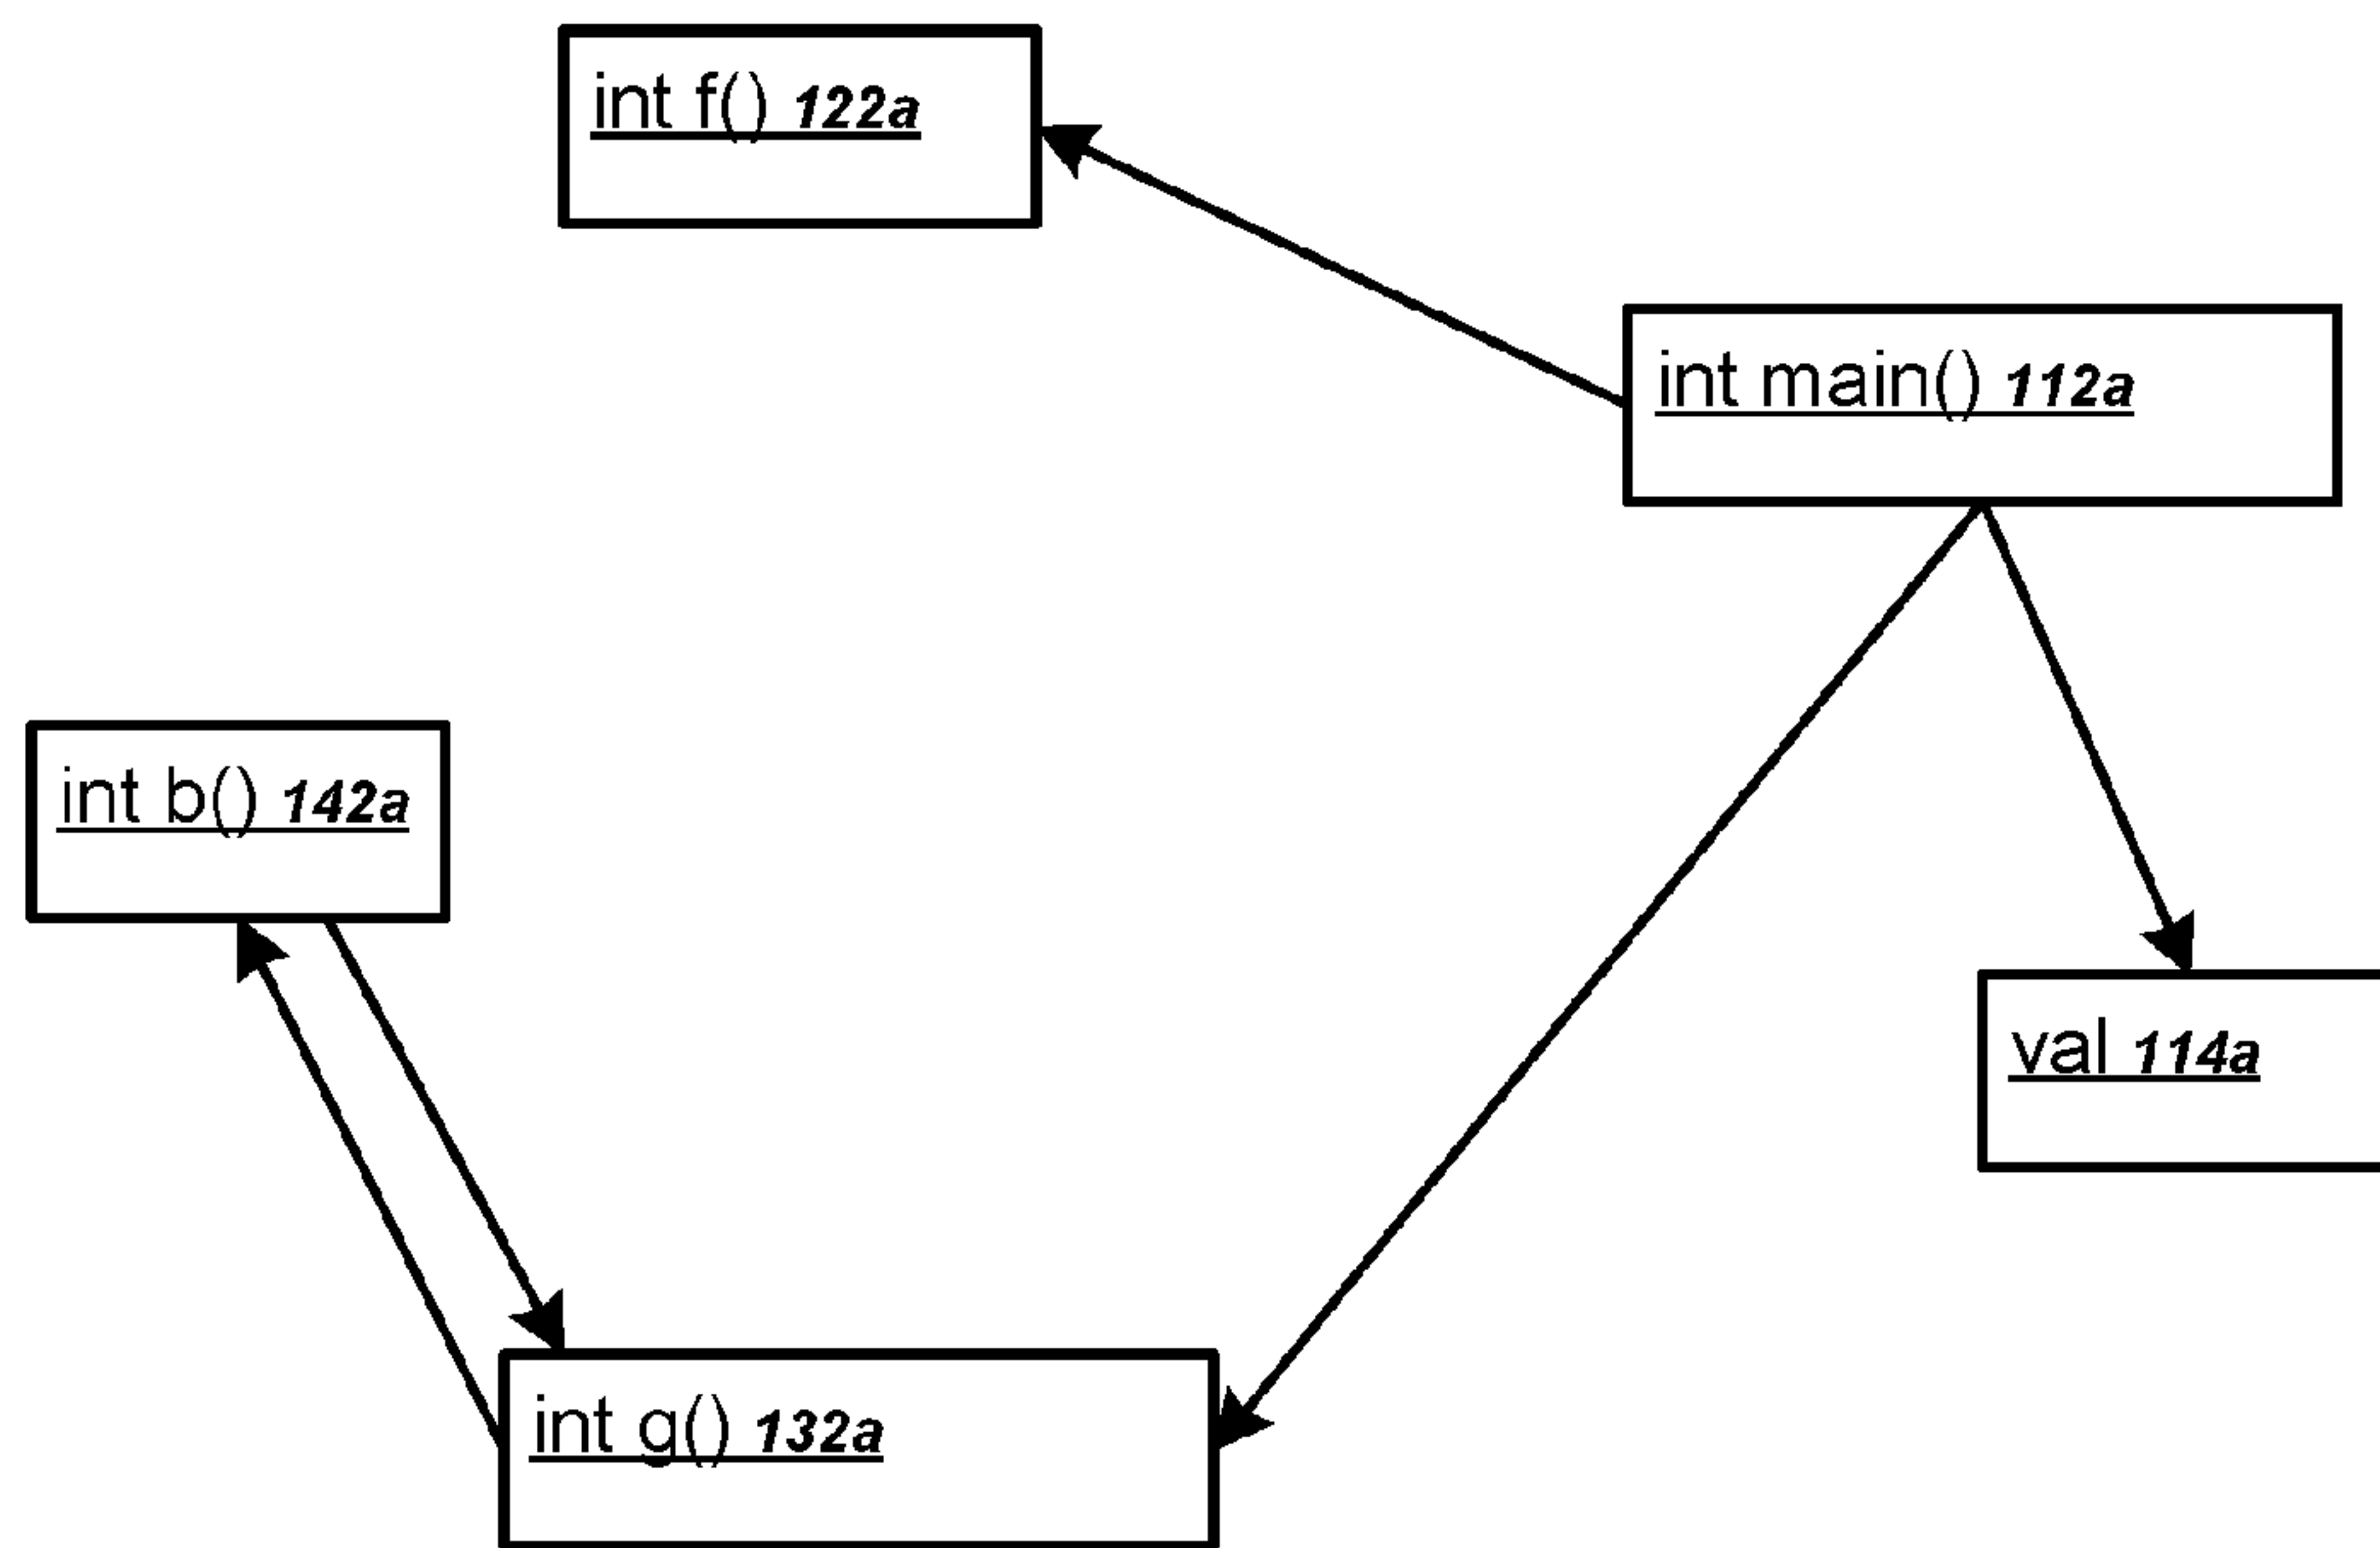 int f() 122a
int main() 112a
int b() 142a
val 114a
int g() 132a